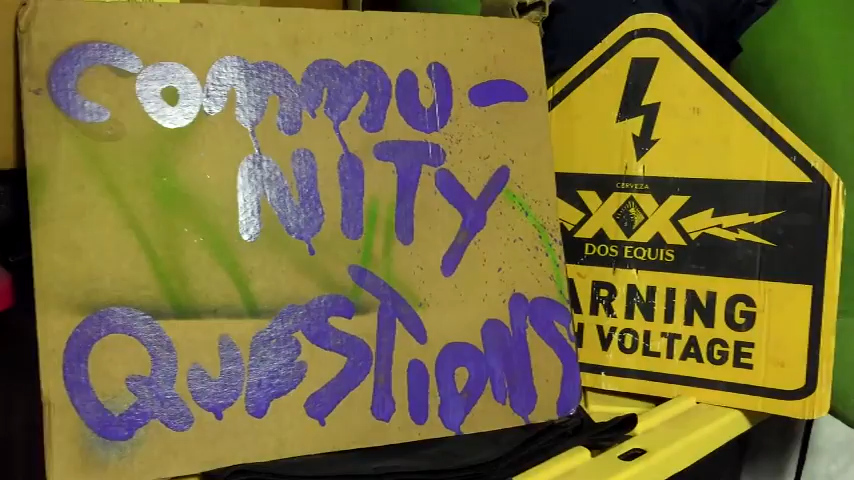 COMMU-
NITY
QUESTIONS
CERVEZA
XX
DOS EQUIS
ARNING
VOLTAGE